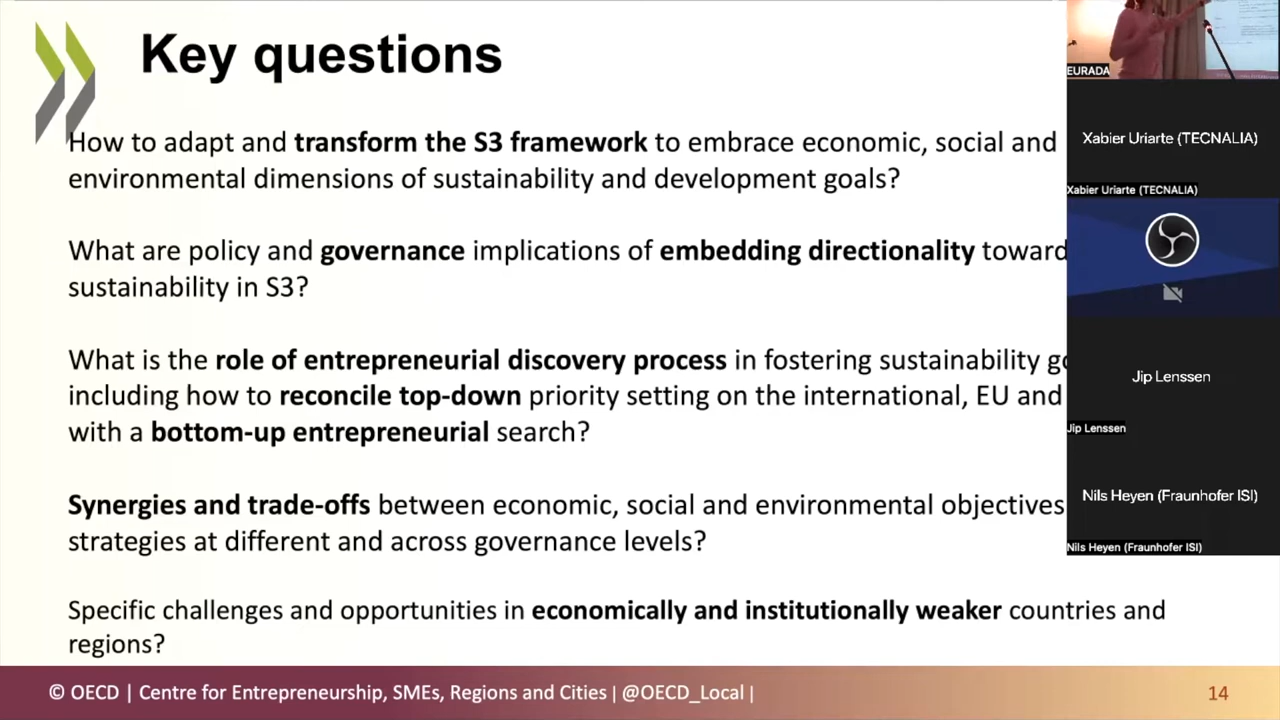 Key questions
How to adapt and transform the S3 framework to embrace economic, social and
environmental dimensions of sustainability and development goals?
What are policy and governance implications of embedding directionality toward
sustainability in S3?
What is the role of entrepreneurial discovery process in fostering sustainability
including how to reconcile top-down priority setting on the international, EU and
with a bottom-up entrepreneurial search?
Synergies and trade-offs between economic, social and environmental objectives
strategies at different and across governance levels?
Specific challenges and opportunities in economically and institutionally weaker countries and
regions?
© OECD | Centre for Entrepreneurship, SMEs, Regions and Cities | @OECD_Local |
14
EURADA
Xabier Uriarte (TECNALIA)
Xabier Uriarte (TECNALIA)
Jip Lenssen
Jip Lenssen
Nils Heyen (Fraunhofer ISI)
Nils Heyen (Fraunhofer ISI)